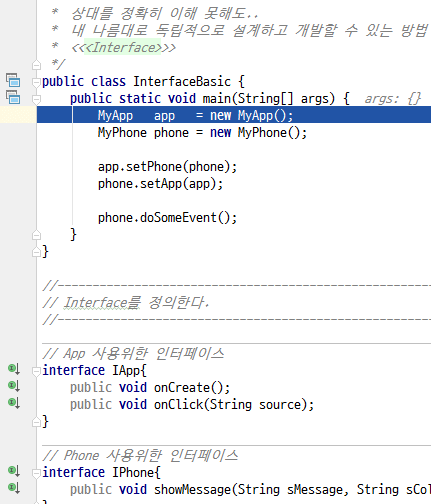 * 상대를 정확히 이해 못해도..
* 내 나름대로 독립적으로 설계하고 개발할 수 있는 방법
* <<<Interface>>>
*/
public class InterfaceBasic {
public static void main(String[] args) { args: {}
MyApp app = new MyApp();
MyPhone phone = new MyPhone();
app.setPhone(phone);
phone.setApp(app);
phone.doSomeEvent();
}
}
//------------------------------------------------------
// Interface를 정의한다.
//------------------------------------------------------
// App 사용위한 인터페이스
interface IApp{
public void onCreate();
public void onClick(String source);
}
// Phone 사용위한 인터페이스
interface IPhone{
public void showMessage(String sMessage, String sCol